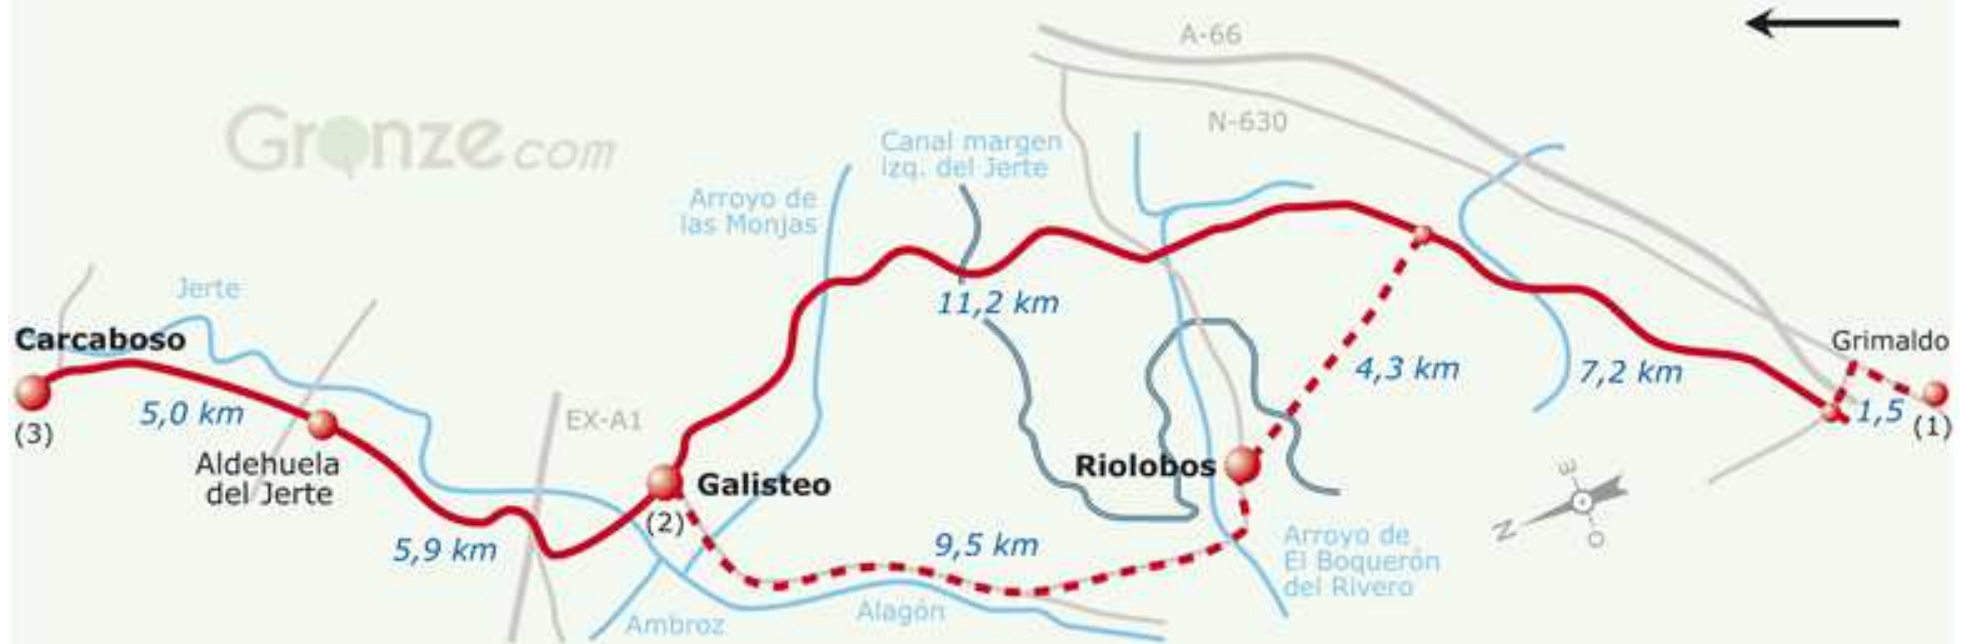 A-66
N-630
Gronze.com
Canal margen
izq. del Jerte
Arroyo de
las Monjas
Jerte
11,2 km
Carcaboso
Grimaldo
4,3 km
7,2 km
5,0 km
EX-A1
1,5
(1)
(3)
Aldehuela
del Jerte
Riolobos
Galisteo
(2)
E
N
O
5,9 km
9,5 km
Arroyo de
El Boquerón
del Rivero
Alagón
Ambroz